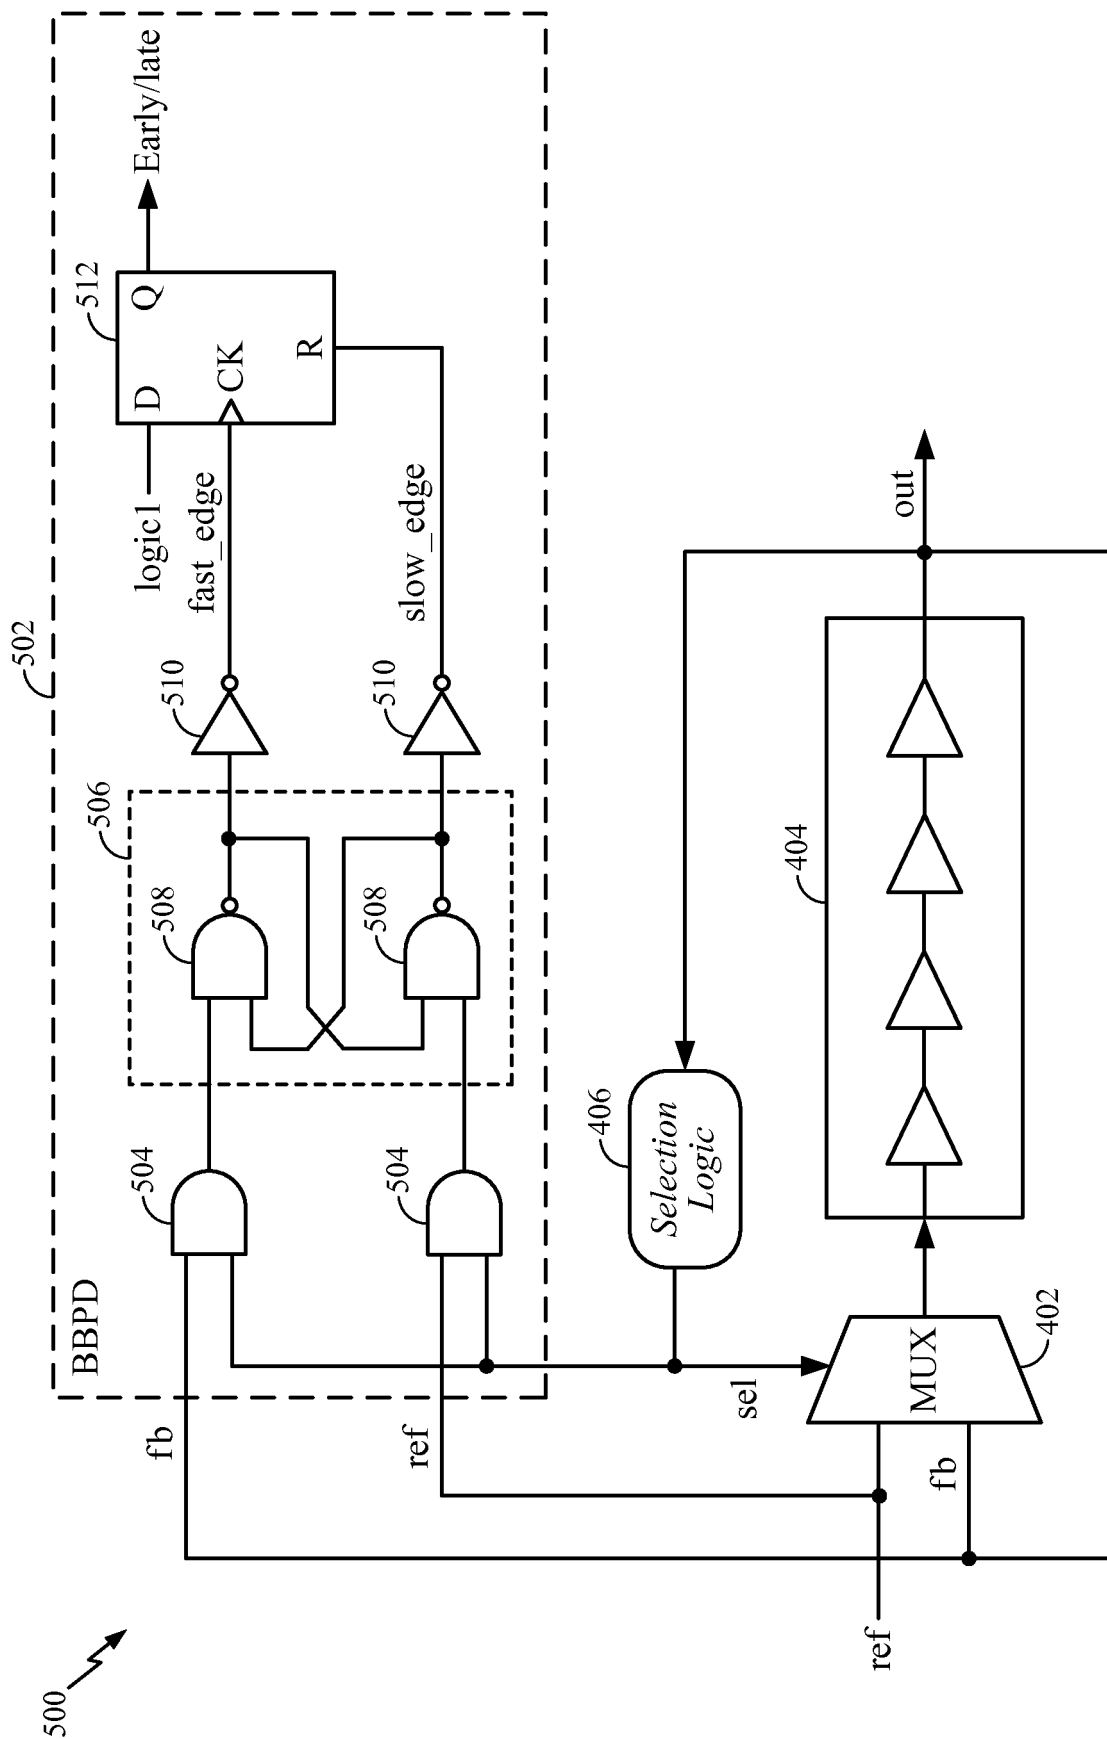 500
502
BBPD
fb
504
506
508
510
fast_edge
logic1
D
512
Q
CK
R
Early/late
ref
504
508
510
slow_edge
406
Selection
Logic
sel
ref
fb
MUX
402
404
out